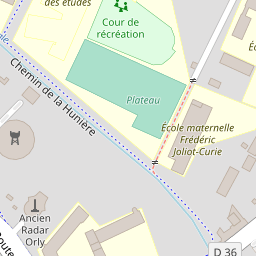 des études
Cour de
récréation
Chemin de la Hunière
Plateau
École maternelle
Frédéric
Joliot-Curie
Ancien
Radar
Orly
D 36